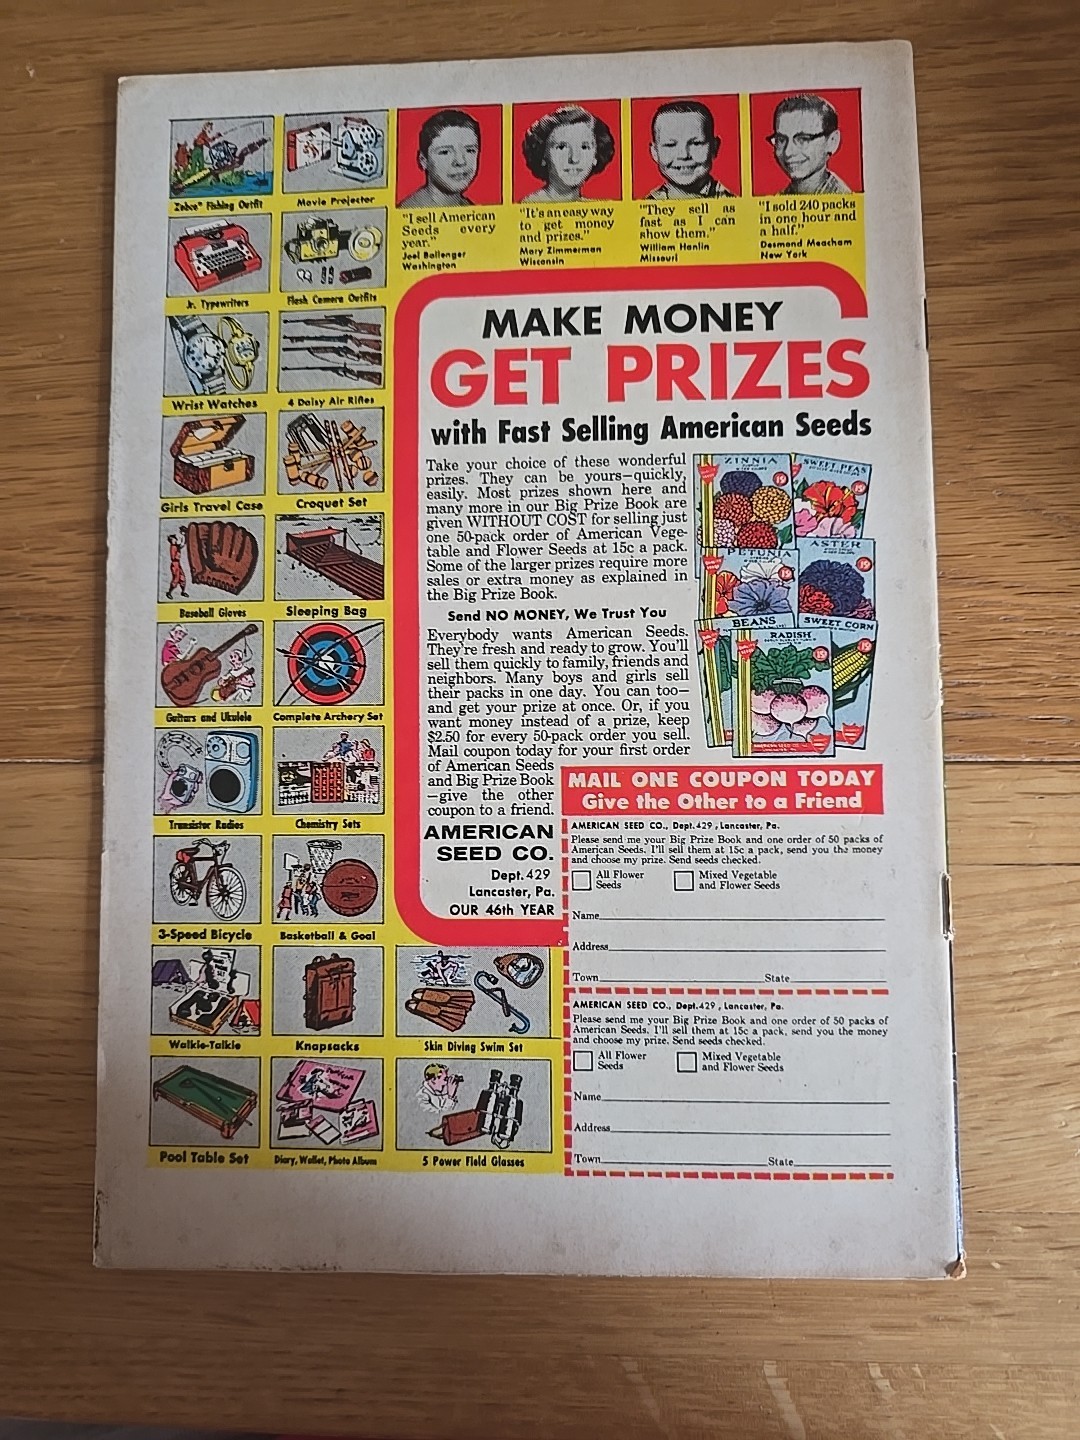 Zebco® Fishing Outfit
Movie Projector
Jr. Typewriters
Flash Camera Outfits
Wrist Watches
4 Daisy Air Rifles
Girls Travel Case
Croquet Set
Baseball Gloves
Sleeping Bag
Guitars and Ukulele
Complete Archery Set
Transistor Radios
Chemistry Sets
3-Speed Bicycle
Basketball & Goal
Walkie-Talkie
Knapsacks
Skin Diving Swim Set
Pool Table Set
Diary, Wallet, Photo Album
5 Power Field Glasses
"I sell American
Seeds every
year."
Joel Ballenger
Washington
"It's an easy way
to get money
and prizes."
Mary Zimmerman
Wisconsin
"They sell as
fast as I can
show them."
William Hanlin
Missouri
"I sold 240 packs
in one hour and
a half."
Desmond Meacham
New York
MAKE MONEY
GET PRIZES
with Fast Selling American Seeds
Take your choice of these wonderful
prizes. They can be yours—quickly,
easily. Most prizes shown here and
many more in our Big Prize Book are
given WITHOUT COST for selling just
one 50-pack order of American Vege-
table and Flower Seeds at 15c a pack.
Some of the larger prizes require more
sales or extra money as explained in
the Big Prize Book.
Send NO MONEY, We Trust You
Everybody wants American Seeds.
They're fresh and ready to grow. You'll
sell them quickly to family, friends and
neighbors. Many boys and girls sell
their packs in one day. You can too—
and get your prize at once. Or, if you
want money instead of a prize, keep
$2.50 for every 50-pack order you sell.
Mail coupon today for your first order
of American Seeds
and Big Prize Book
—give the other
coupon to a friend.
AMERICAN
SEED CO.
Dept. 429
Lancaster, Pa.
OUR 46th YEAR
ZINNIA
15¢
SWEET PEAS
15¢
PETUNIA
15¢
ASTER
15¢
BEANS
RADISH
15¢
SWEET CORN
15¢
MAIL ONE COUPON TODAY
Give the Other to a Friend
AMERICAN SEED CO., Dept. 429, Lancaster, Pa.
Please send me your Big Prize Book and one order of 50 packs of
American Seeds. I'll sell them at 15c a pack, send you the money
and choose my prize. Send seeds checked.
All Flower
Seeds
Mixed Vegetable
and Flower Seeds
Name
Address
Town State
AMERICAN SEED CO., Dept. 429, Lancaster, Pa.
Please send me your Big Prize Book and one order of 50 packs of
American Seeds. I'll sell them at 15c a pack, send you the money
and choose my prize. Send seeds checked.
All Flower
Seeds
Mixed Vegetable
and Flower Seeds
Name
Address
Town State